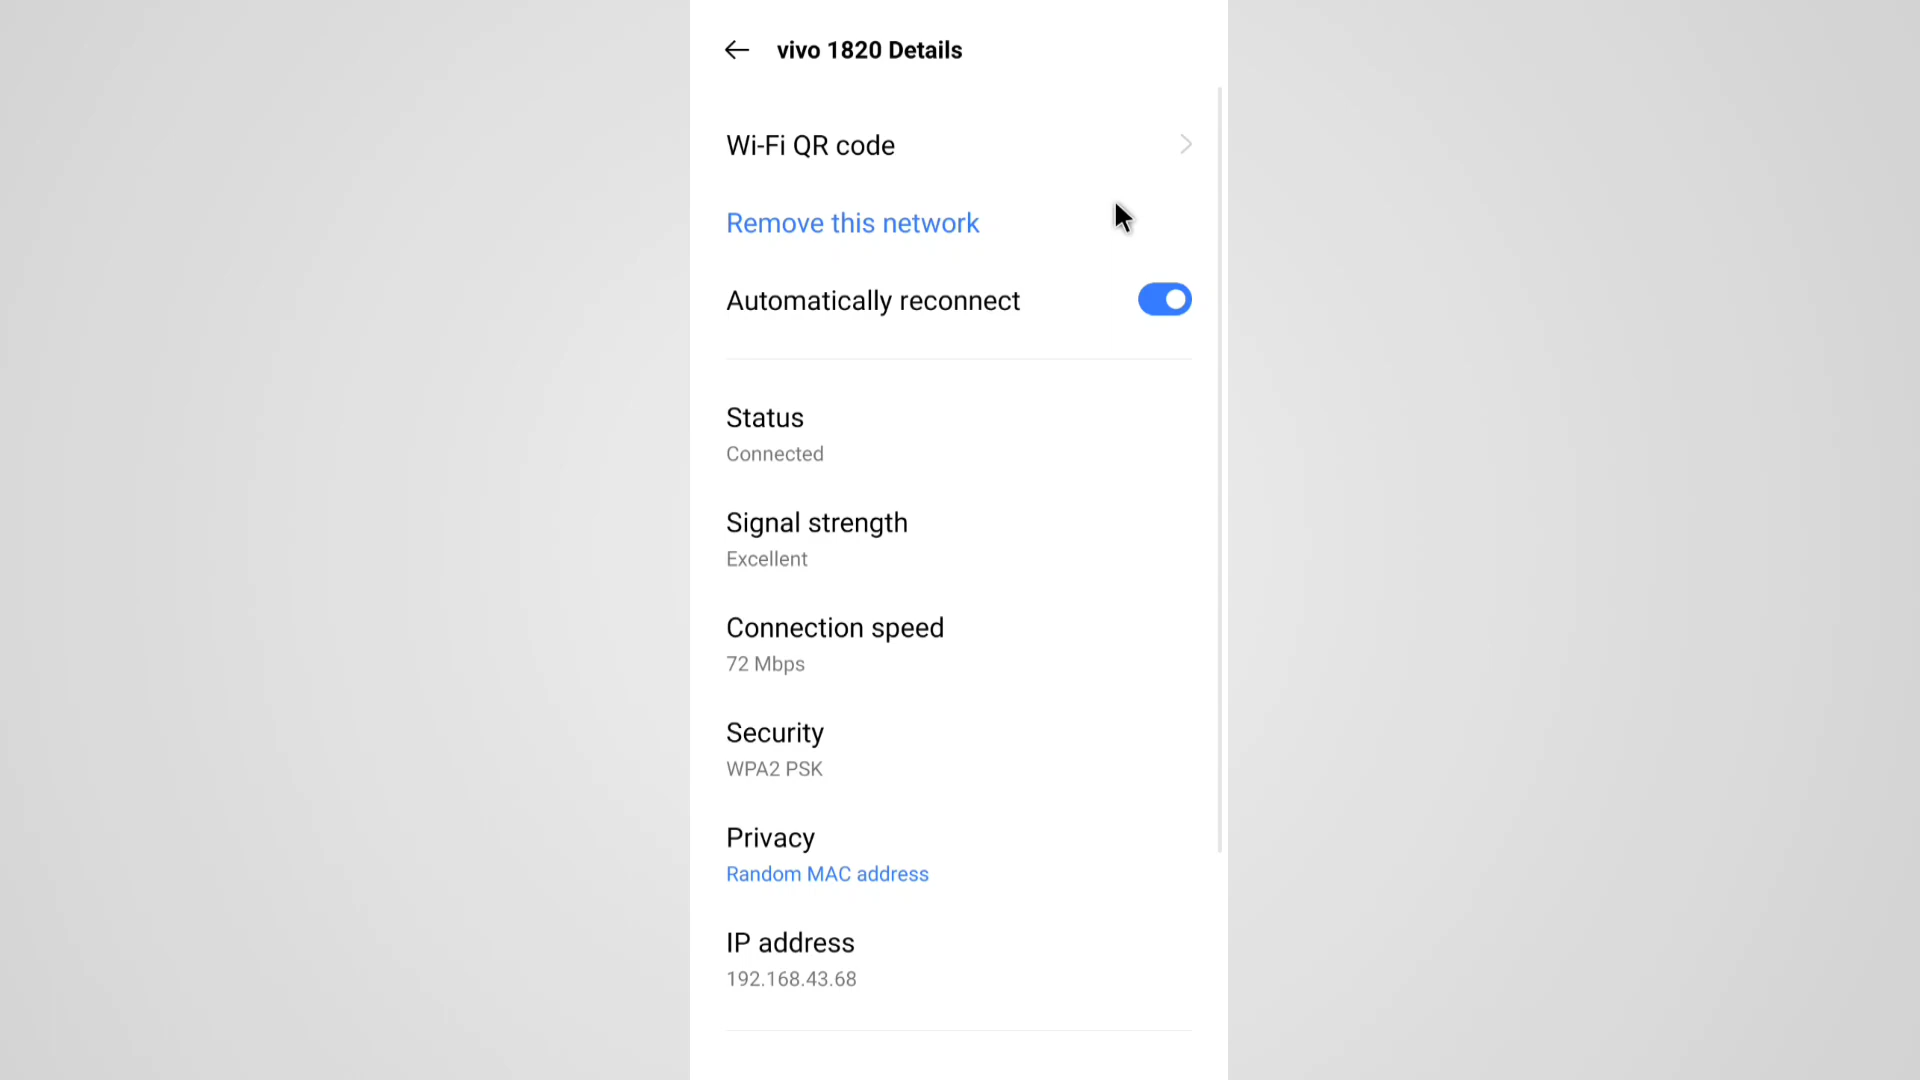 vivo 1820 Details
Wi-Fi QR code
Remove this network
Automatically reconnect
Status
Connected
Signal strength
Excellent
Connection speed
72 Mbps
Security
WPA2 PSK
Privacy
Random MAC address
IP address
192.168.43.68